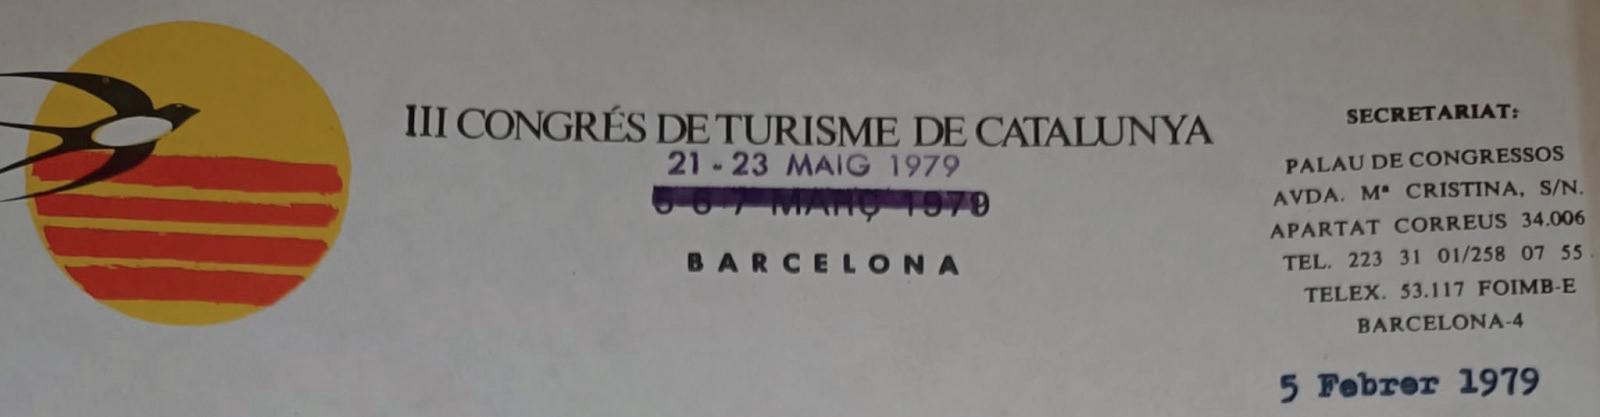 III CONGRÉS DE TURISME DE CATALUNYA
21 - 23 MAIG 1979
5 6 7 MARÇ 1979
BARCELONA
SECRETARIAT:
PALAU DE CONGRESSOS
AVDA. Mª CRISTINA, S/N.
APARTAT CORREUS 34.006
TEL. 223 31 01/258 07 55
TELEX. 53.117 FOIMB-E
BARCELONA-4
5 Febrer 1979